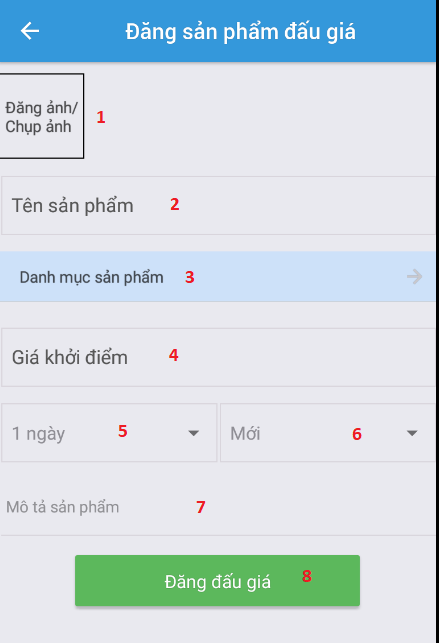 Đăng sản phẩm đấu giá
Đăng ảnh/
Chụp ảnh
1
Tên sản phẩm 2
Danh mục sản phẩm 3
Giá khởi điểm 4
1 ngày 5 Mới 6
Mô tả sản phẩm 7
Đăng đấu giá 8